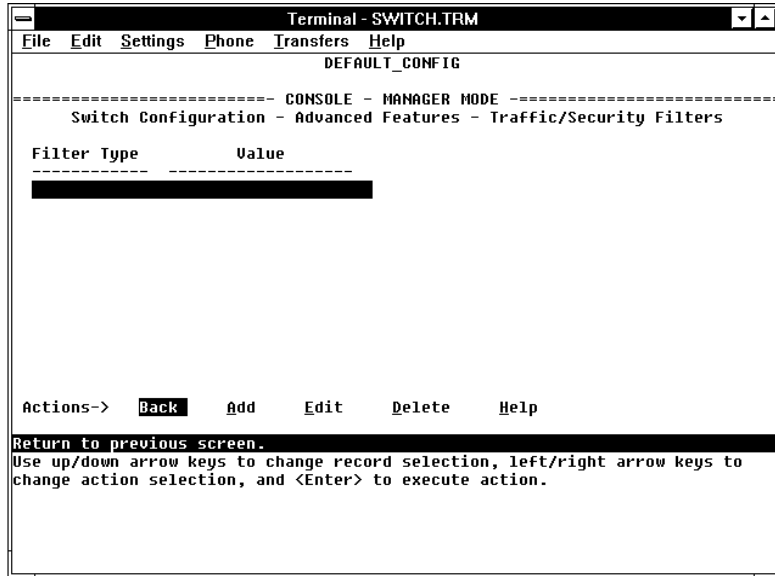 Terminal - SWITCH.TRM
File Edit Settings Phone Transfers Help
DEFAULT_CONFIG
==========================- CONSOLE - MANAGER MODE -===========================
Switch Configuration - Advanced Features - Traffic/Security Filters
Filter Type Value
------------ -------------------
Actions-> Back Add Edit Delete Help
Return to previous screen.
Use up/down arrow keys to change record selection, left/right arrow keys to
change action selection, and <Enter> to execute action.